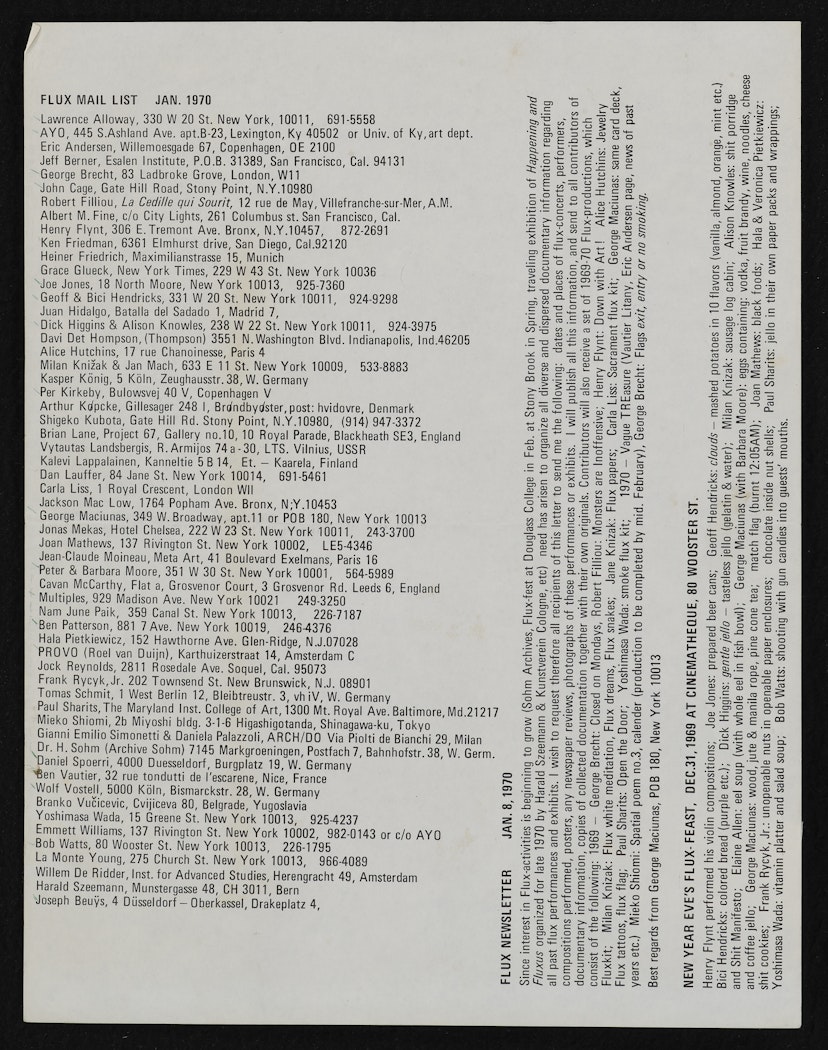 FLUX MAIL LIST JAN. 1970
Lawrence Alloway, 330 W 20 St. New York, 10011, 691-5558
AYO, 445 S.Ashland Ave. apt.B-23, Lexington, Ky 40502 or Univ. of Ky, art dept.
Eric Andersen, Willemoesgade 67, Copenhagen, OE 2100
Jeff Berner, Esalen Institute, P.O.B. 31389, San Francisco, Cal. 94131
George Brecht, 83 Ladbroke Grove, London, W11
John Cage, Gate Hill Road, Stony Point, N.Y.10980
Robert Filliou, La Cedille qui Sourit, 12 rue de May, Villefranche-sur-Mer, A.M.
Albert M. Fine, c/o City Lights, 261 Columbus st. San Francisco, Cal.
Henry Flynt, 306 E. Tremont Ave. Bronx, N.Y.10457, 872-2691
Ken Friedman, 6361 Elmhurst drive, San Diego, Cal.92120
Heiner Friedrich, Maximilianstrasse 15, Munich
Grace Glueck, New York Times, 229 W 43 St. New York 10036
Joe Jones, 18 North Moore, New York 10013, 925-7360
Geoff & Bici Hendricks, 331 W 20 St. New York 10011, 924-9298
Juan Hidalgo, Batalla del Sadado 1, Madrid 7,
Dick Higgins & Alison Knowles, 238 W 22 St. New York 10011, 924-3975
Davi Det Hompson, (Thompson) 3551 N.Washington Blvd. Indianapolis, Ind.46205
Alice Hutchins, 17 rue Chanoinesse, Paris 4
Milan Knižak & Jan Mach, 633 E 11 St. New York 10009, 533-8883
Kasper König, 5 Köln, Zeughausstr. 38, W. Germany
Per Kirkeby, Bulowsvej 40 V, Copenhagen V
Arthur Køpcke, Gillesager 248 I, Brøndbyøster, post: hvidovre, Denmark
Shigeko Kubota, Gate Hill Rd. Stony Point, N.Y.10980, (914) 947-3372
Brian Lane, Project 67, Gallery no.10, 10 Royal Parade, Blackheath SE3, England
Vytautas Landsbergis, R. Armijos 74 a - 30, LTS. Vilnius, USSR
Kalevi Lappalainen, Kanneltie 5 B 14, Et. – Kaarela, Finland
Dan Lauffer, 84 Jane St. New York 10014, 691-5461
Carla Liss, 1 Royal Crescent, London WII
Jackson Mac Low, 1764 Popham Ave. Bronx, N;Y.10453
George Maciunas, 349 W. Broadway, apt.11 or POB 180, New York 10013
Jonas Mekas, Hotel Chelsea, 222 W 23 St. New York 10011, 243-3700
Joan Mathews, 137 Rivington St. New York 10002, LE5-4346
Jean-Claude Moineau, Meta Art, 41 Boulevard Exelmans, Paris 16
Peter & Barbara Moore, 351 W 30 St. New York 10001, 564-5989
Cavan McCarthy, Flat a, Grosvenor Court, 3 Grosvenor Rd. Leeds 6, England
Multiples, 929 Madison Ave. New York 10021 249-3250
Nam June Paik, 359 Canal St. New York 10013, 226-7187
Ben Patterson, 881 7 Ave. New York 10019, 246-4376
Hala Pietkiewicz, 152 Hawthorne Ave. Glen-Ridge, N.J.07028
PROVO (Roel van Duijn), Karthuizerstraat 14, Amsterdam C
Jock Reynolds, 2811 Rosedale Ave. Soquel, Cal. 95073
Frank Rycyk, Jr. 202 Townsend St. New Brunswick, N.J. 08901
Tomas Schmit, 1 West Berlin 12, Bleibtreustr. 3, vh iV, W. Germany
Paul Sharits, The Maryland Inst. College of Art, 1300 Mt. Royal Ave. Baltimore, Md.21217
Mieko Shiomi, 2b Miyoshi bldg. 3-1-6 Higashigotanda, Shinagawa-ku, Tokyo
Gianni Emilio Simonetti & Daniela Palazzoli, ARCH/DO Via Piolti de Bianchi 29, Milan
Dr. H. Sohm (Archive Sohm) 7145 Markgroeningen, Postfach 7, Bahnhofstr. 38, W. Germ.
Daniel Spoerri, 4000 Duesseldorf, Burgplatz 19, W. Germany
Ben Vautier, 32 rue tondutti de l'escarene, Nice, France
Wolf Vostell, 5000 Köln, Bismarckstr. 28, W. Germany
Branko Vučicevic, Cvijiceva 80, Belgrade, Yugoslavia
Yoshimasa Wada, 15 Greene St. New York 10013, 925-4237
Emmett Williams, 137 Rivington St. New York 10002, 982-0143 or c/o AYO
Bob Watts, 80 Wooster St. New York 10013, 226-1795
La Monte Young, 275 Church St. New York 10013, 966-4089
Willem De Ridder, Inst. for Advanced Studies, Herengracht 49, Amsterdam
Harald Szeemann, Munstergasse 48, CH 3011, Bern
Joseph Beuÿs, 4 Düsseldorf – Oberkassel, Drakeplatz 4,
FLUX NEWSLETTER JAN. 8, 1970
Since interest in Flux-activities is beginning to grow (Sohm Archives, Flux-fest at Douglass College in Feb. at Stony Brook in Spring, traveling exhibition of Happening and
Fluxus organized for late 1970 by Harald Szeemann & Kunstverein Cologne, etc) need has arisen to organize all diverse and dispersed documentary information regarding
all past flux performances and exhibits. I wish to request therefore all recipients of this letter to send me the following: dates and places of flux-concerts, performers,
compositions performed, posters, any newspaper reviews, photographs of these performances or exhibits. I will publish all this information, and send to all contributors of
documentary information, copies of collected documentation together with their own originals. Contributors will also receive a set of 1969-70 Flux-productions, which
consist of the following: 1969 – George Brecht: Closed on Mondays, Robert Filliou: Monsters are Inoffensive; Henry Flynt: Down with Art! Alice Hutchins: Jewelry
Fluxkit; Milan Knizak: Flux white meditation, Flux dreams, Flux snakes; Jane Knizak: Flux papers; Carla Liss: Sacrament flux kit; George Maciunas: same card deck,
Flux tattoos, flux flag; Paul Sharits: Open the Door; Yoshimasa Wada: smoke flux kit; 1970 – Vague TREasure (Vautier Litany, Eric Andersen page, news of past
years etc.) Mieko Shiomi: Spatial poem no.3, calender (production to be completed by mid. February), George Brecht: Flags exit, entry or no smoking.
Best regards from George Maciunas, POB 180, New York 10013
NEW YEAR EVE'S FLUX-FEAST, DEC.31, 1969 AT CINEMATHEQUE, 80 WOOSTER ST.
Henry Flynt performed his violin compositions; Joe Jones: prepared beer cans; Geoff Hendricks: clouds – mashed potatoes in 10 flavors (vanilla, almond, orange, mint etc.)
Bici Hendricks: colored bread (purple etc.); Dick Higgins: gentle jello – tasteless jello (gelatin & water); Milan Knizak: sausage log cabin; Alison Knowles: shit porridge
and Shit Manifesto; Elaine Allen: eel soup (with whole eel in fish bowl); George Maciunas (with Barbara Moore): eggs containing: vodka, fruit brandy, wine, noodles, cheese
and coffee jello; George Maciunas: wood, jute & manila rope, pine cone tea; match flag (burnt 12:05AM); Joan Mathews: black foods; Hala & Veronica Pietkiewicz:
shit cookies; Frank Rycyk, Jr.: unopenable nuts in openable paper enclosures; chocolate inside nut shells; Paul Sharits: jello in their own paper packs and wrappings;
Yoshimasa Wada: vitamin platter and salad soup; Bob Watts: shooting with gun candies into guests' mouths.